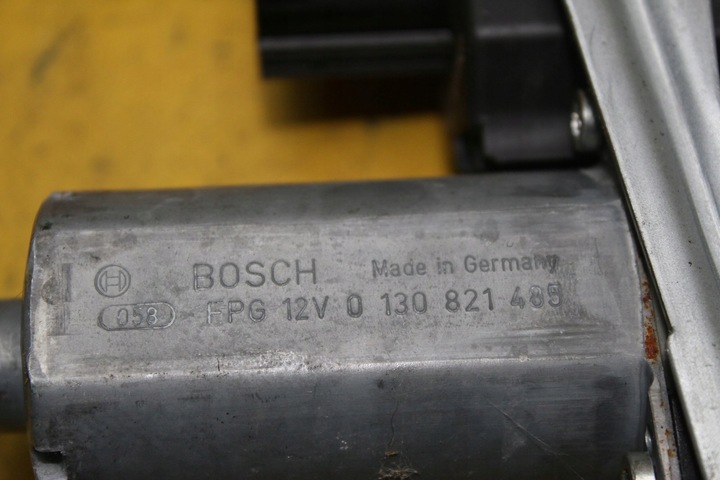 BOSCH Made in Germany
058 FPG 12V 0 130 821 485